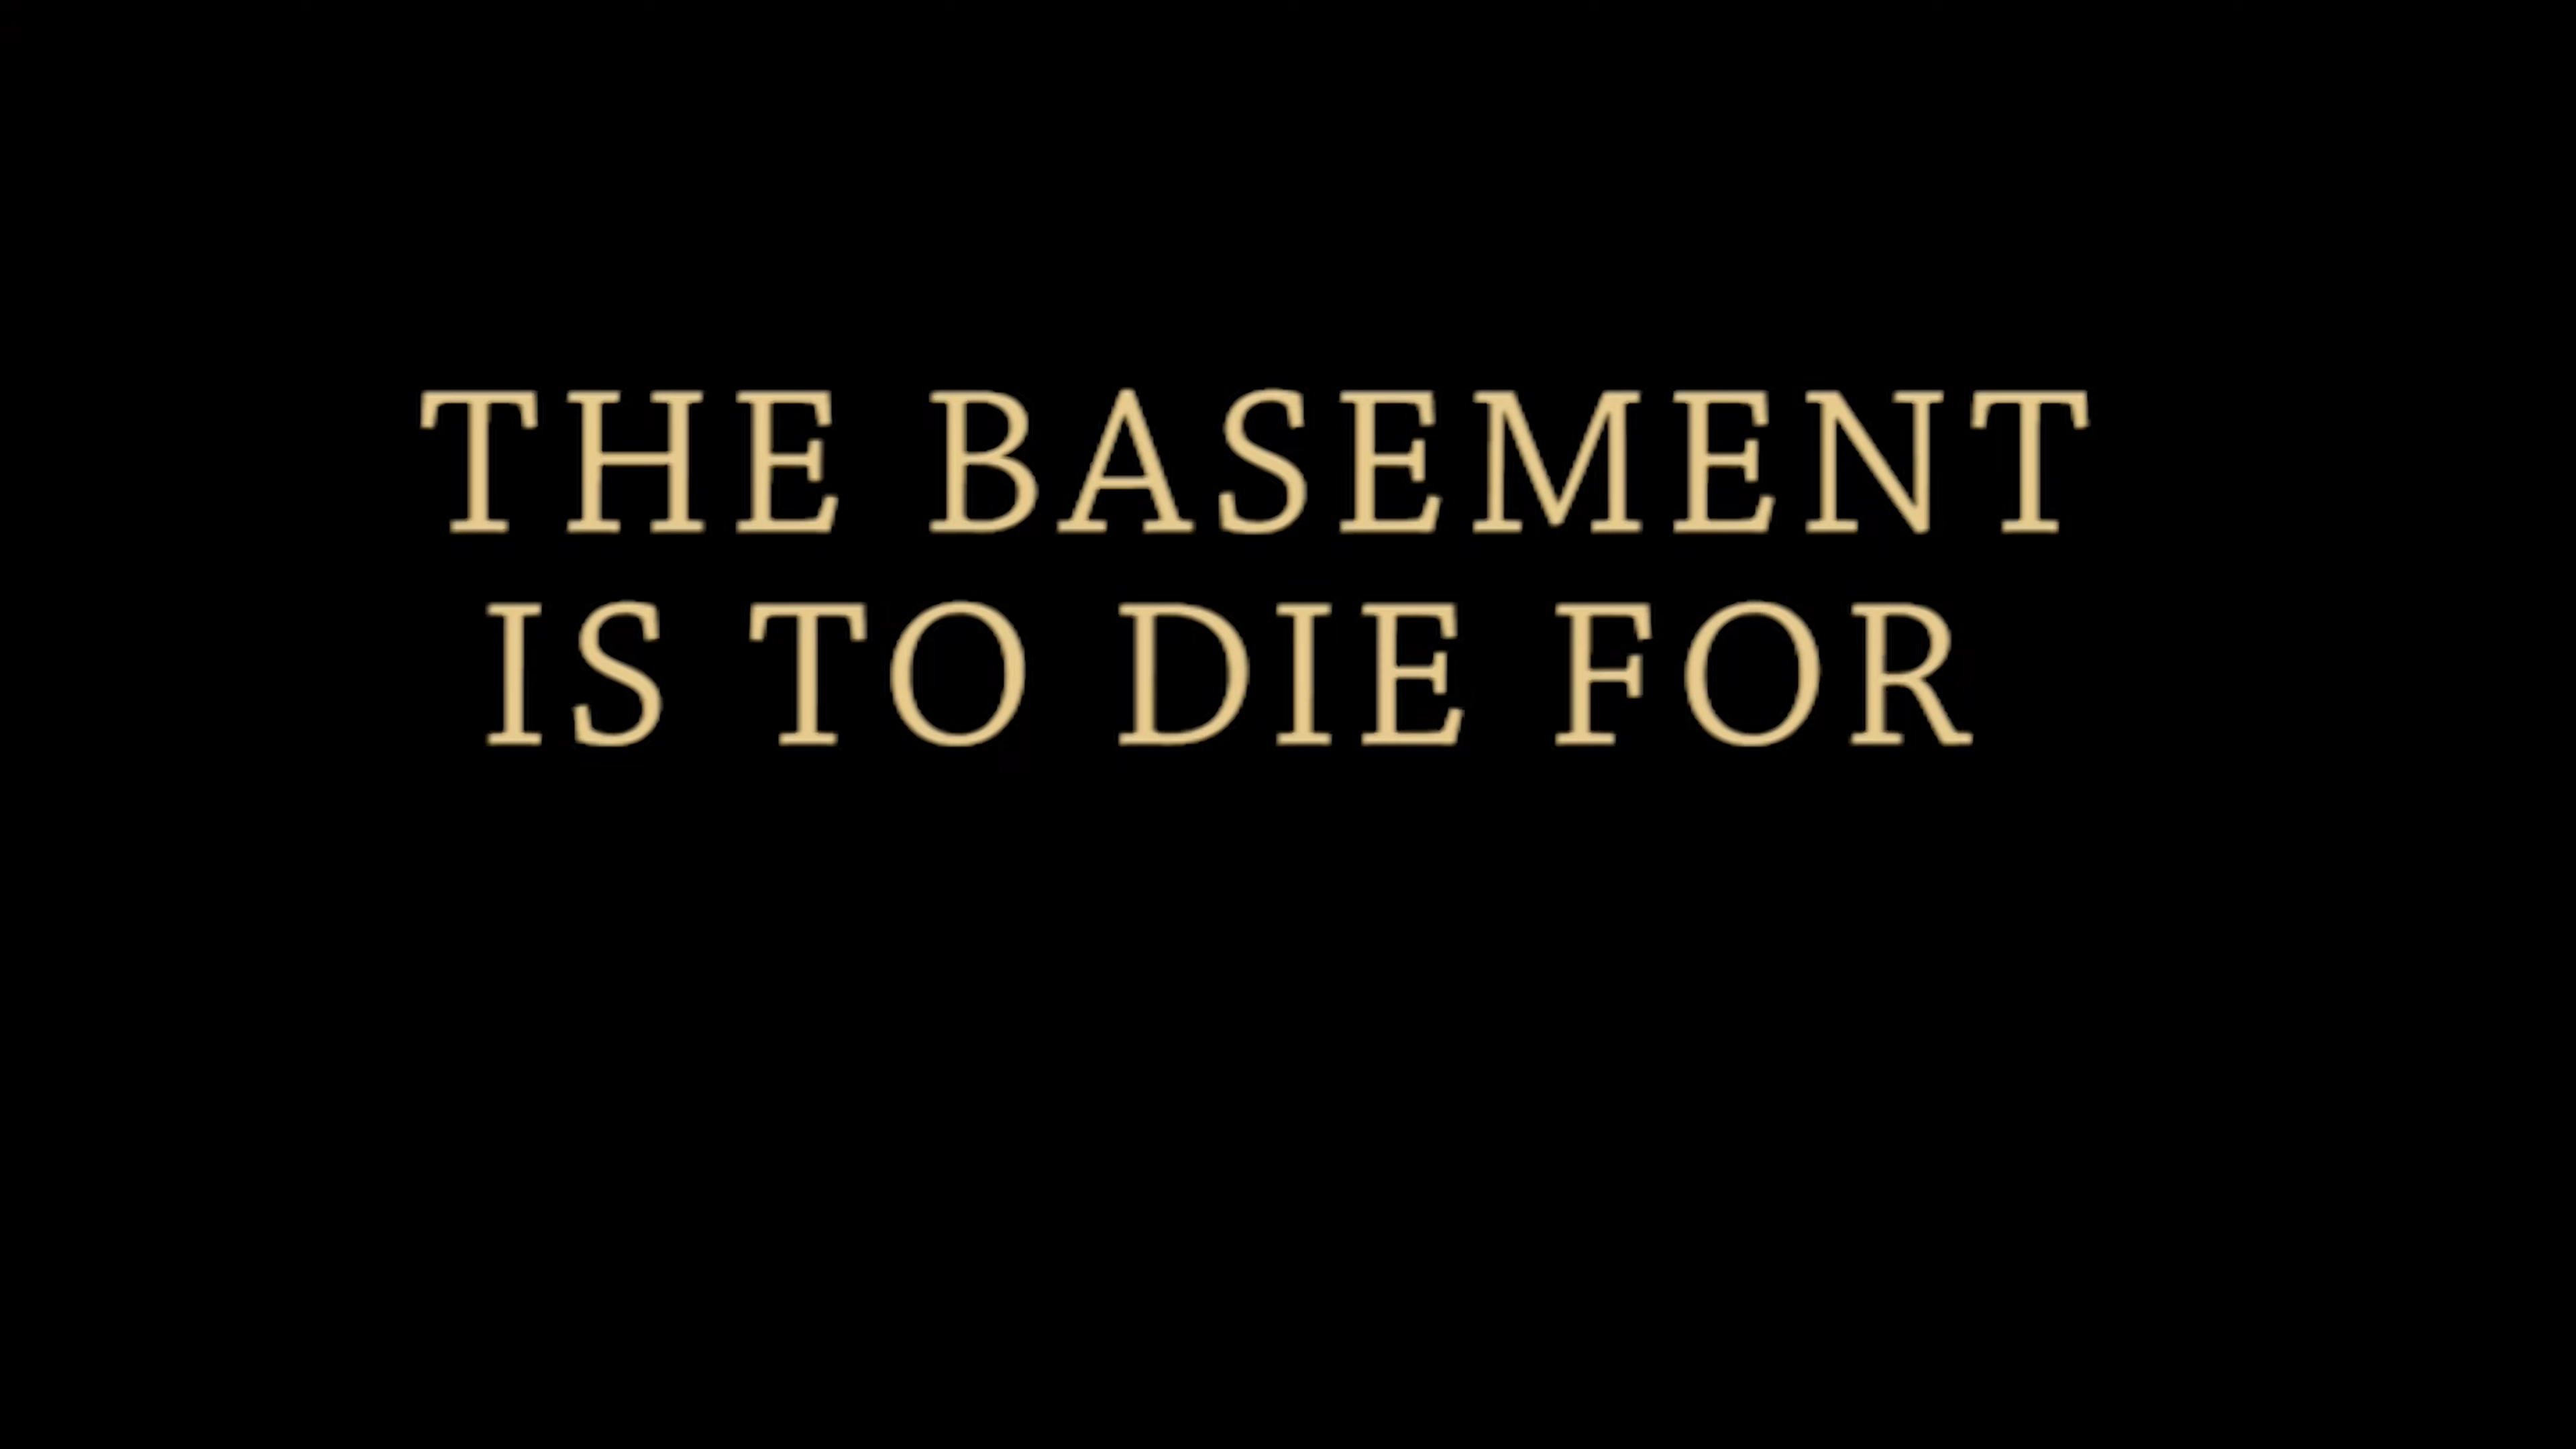 THE BASEMENT
IS TO DIE FOR